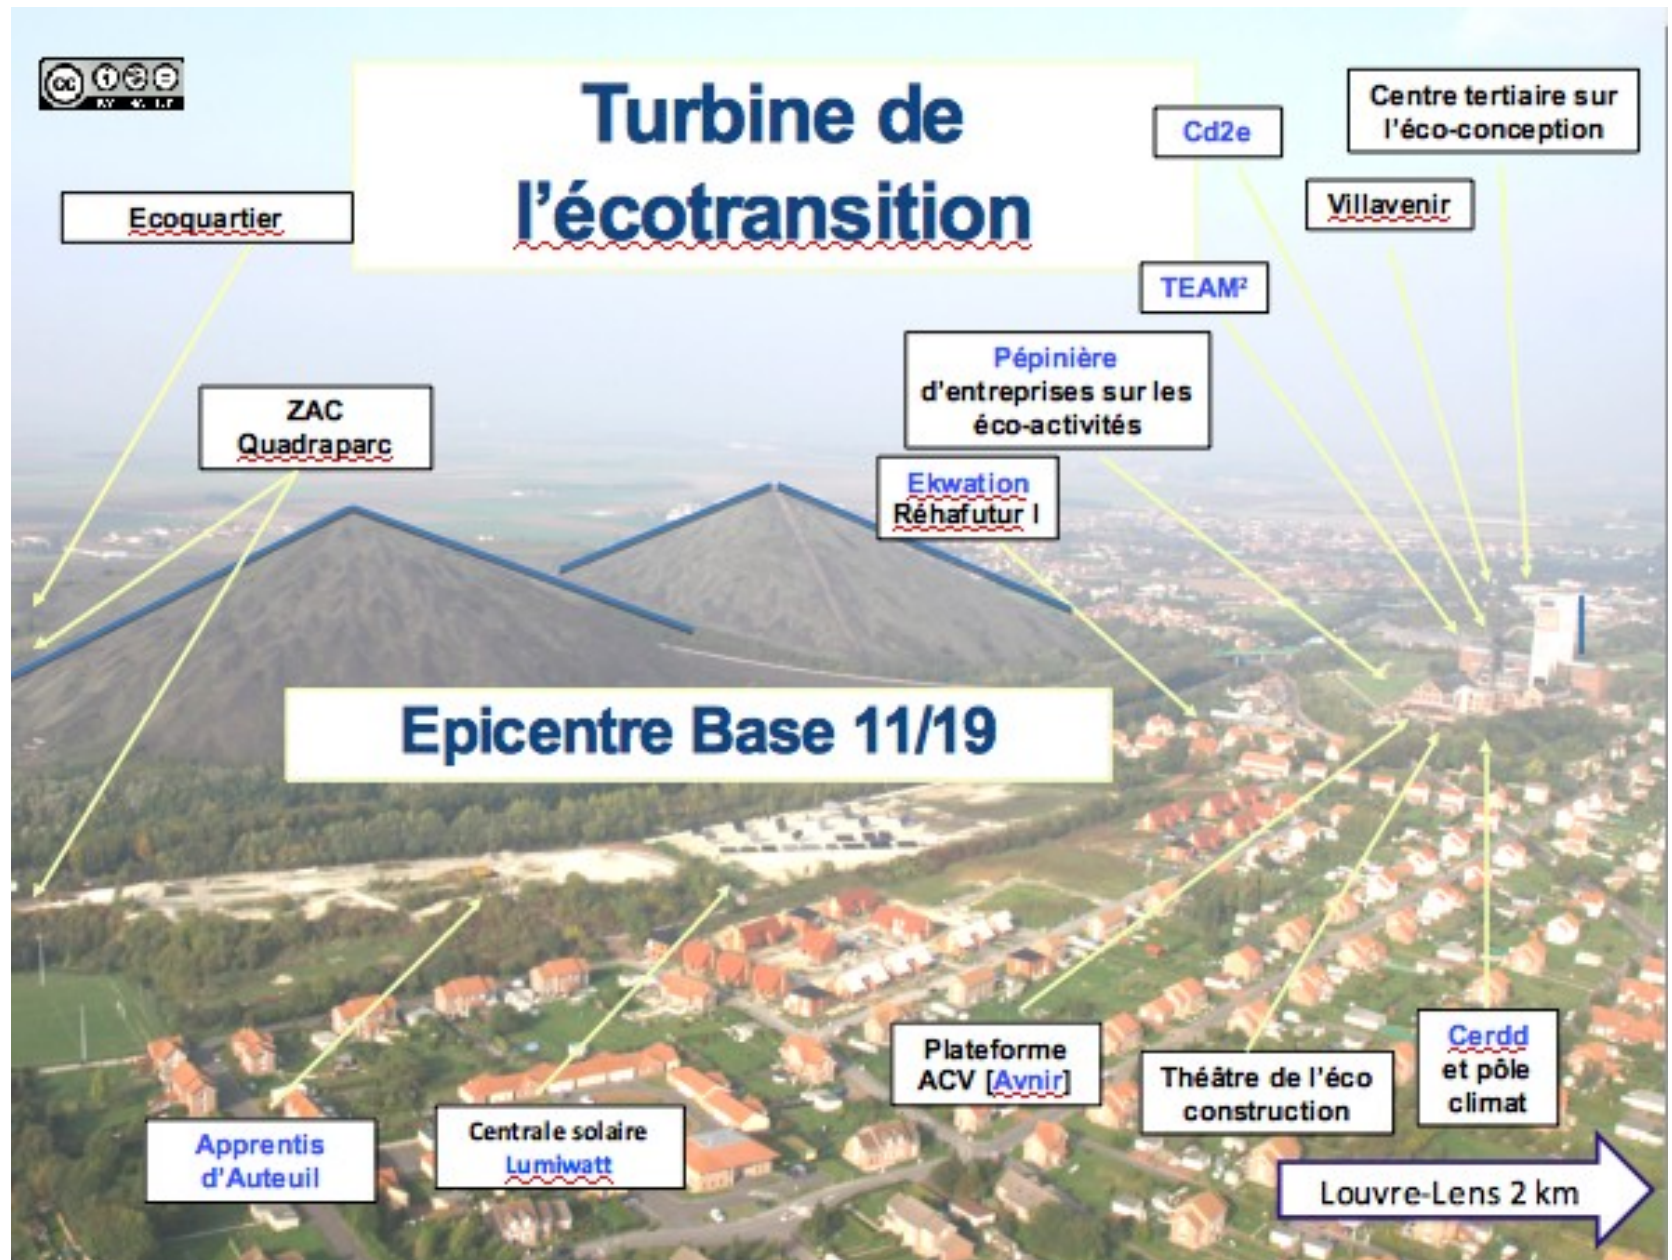 cc
Turbine de
l'écotransition
Cd2e
Centre tertiaire sur
l'éco-conception
Villavenir
Ecoquartier
TEAM²
Pépinière
d'entreprises sur les
éco-activités
ZAC
Quadraparc
Ekwation
Réhafutur I
Epicentre Base 11/19
Plateforme
ACV [Avnir]
Théâtre de l'éco
construction
Cerdd
et pôle
climat
Apprentis
d'Auteuil
Centrale solaire
Lumiwatt
Louvre-Lens 2 km